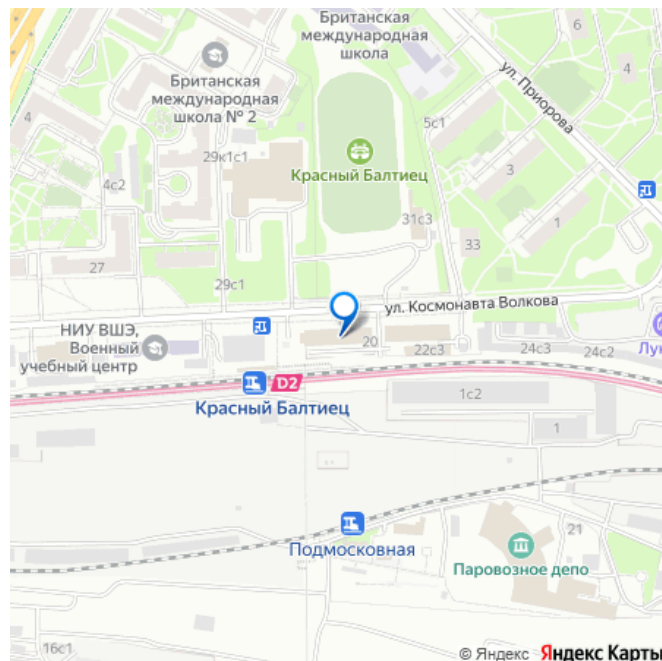 Британская
международная
школа
Британская
международная
школа № 2
ул. Приорова
6
4
4
5с1
3
29к1с1
4с2
Красный Балтиец
31с3
33
1
27
29с1
ул. Космонавта Волкова
НИУ ВШЭ,
Военный
учебный центр
20
22с3
24с3
24с2
Лук
D2
Красный Балтиец
1с2
1
Подмосковная
21
Паровозное депо
16с1
© Яндекс Яндекс Карты